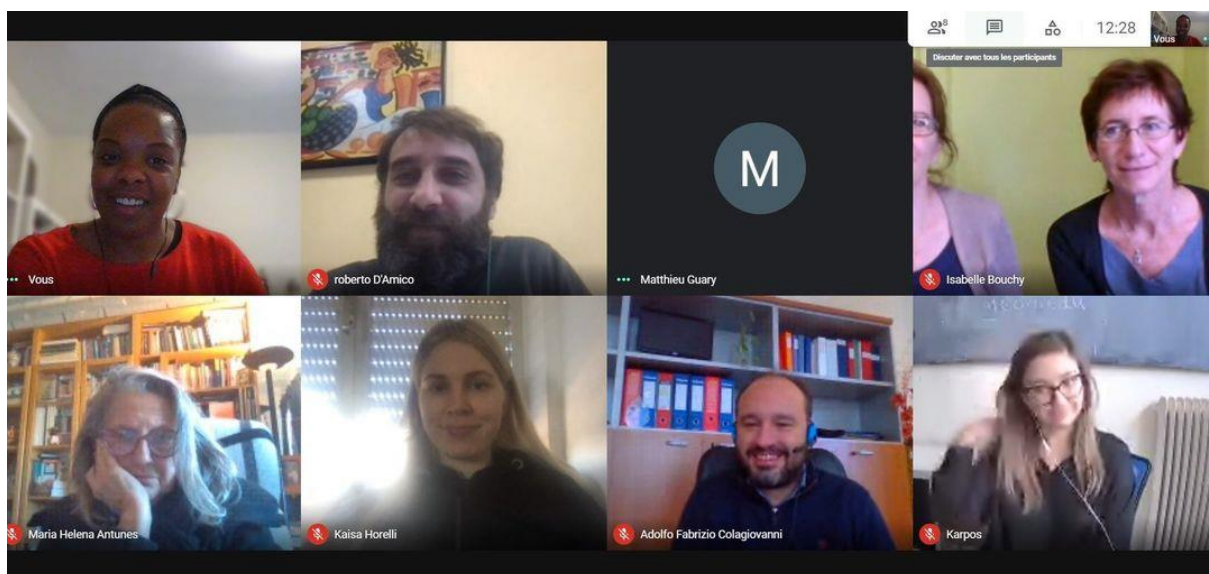 8
12:28
Vous
Discuter avec tous les participants
M
Vous
roberto D'Amico
Matthieu Guary
Isabelle Bouchy
Maria Helena Antunes
Kaisa Horelli
Adolfo Fabrizio Colagiovanni
Karpos